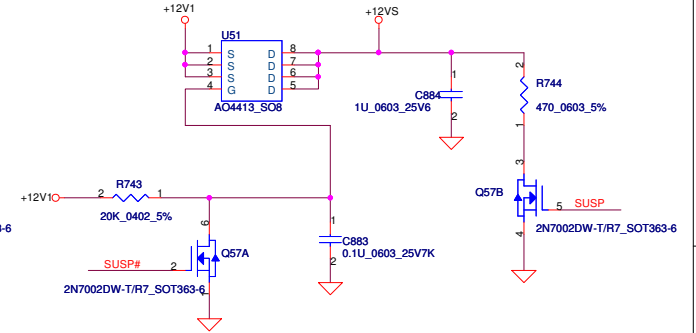 +12V1
+12VS
U51
1 S D 8
2 S D 7
3 S D 6
4 G D 5
AO4413_SO8
1
C884
1U_0603_25V6
2
2
R744
470_0603_5%
1
3
Q57B
5
SUSP
4
2N7002DW-T/R7_SOT363-6
+12V1
2
R743
1
20K_0402_5%
3-6
6
Q57A
SUSP#
2
2N7002DW-T/R7_SOT363-6
1
1
C883
0.1U_0603_25V7K
2